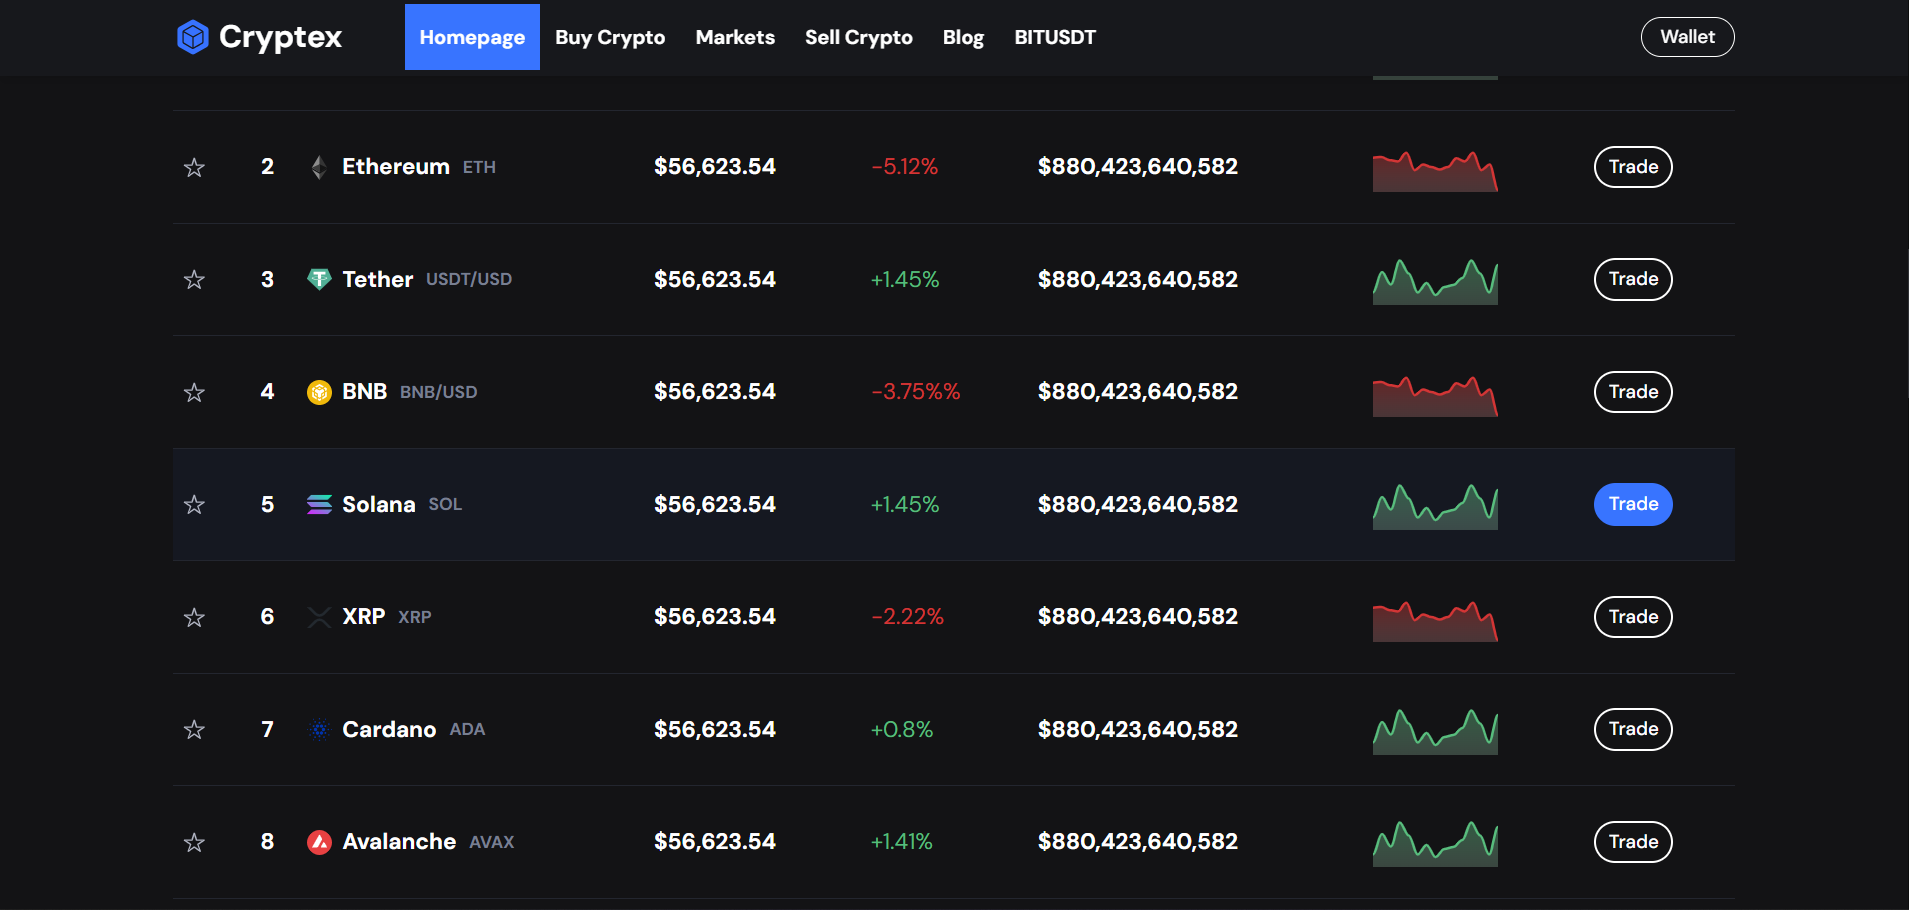 Cryptex Homepage Buy Crypto Markets Sell Crypto Blog BITUSDT Wallet
2 Ethereum ETH $56,623.54 -5.12% $880,423,640,582 Trade
3 Tether USDT/USD $56,623.54 +1.45% $880,423,640,582 Trade
4 BNB BNB/USD $56,623.54 -3.75%% $880,423,640,582 Trade
5 Solana SOL $56,623.54 +1.45% $880,423,640,582 Trade
6 XRP XRP $56,623.54 -2.22% $880,423,640,582 Trade
7 Cardano ADA $56,623.54 +0.8% $880,423,640,582 Trade
8 Avalanche AVAX $56,623.54 +1.41% $880,423,640,582 Trade